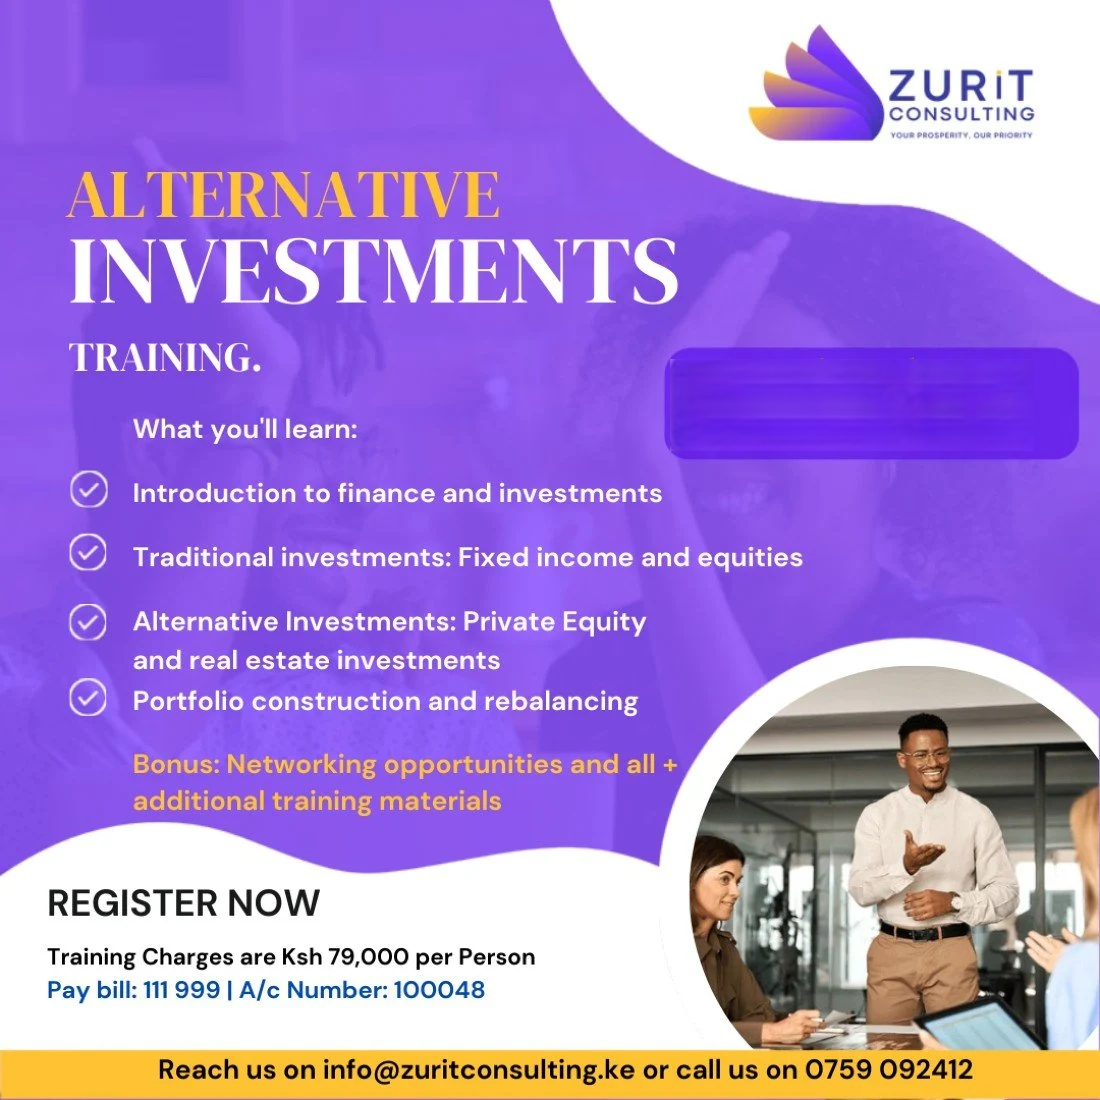 ZURiT
CONSULTING
YOUR PROSPERITY, OUR PRIORITY
ALTERNATIVE
INVESTMENTS
TRAINING.
What you'll learn:
Introduction to finance and investments
Traditional investments: Fixed income and equities
Alternative Investments: Private Equity
and real estate investments
Portfolio construction and rebalancing
Bonus: Networking opportunities and all +
additional training materials
REGISTER NOW
Training Charges are Ksh 79,000 per Person
Pay bill: 111 999 | A/c Number: 100048
Reach us on info@zuritconsulting.ke or call us on 0759 092412